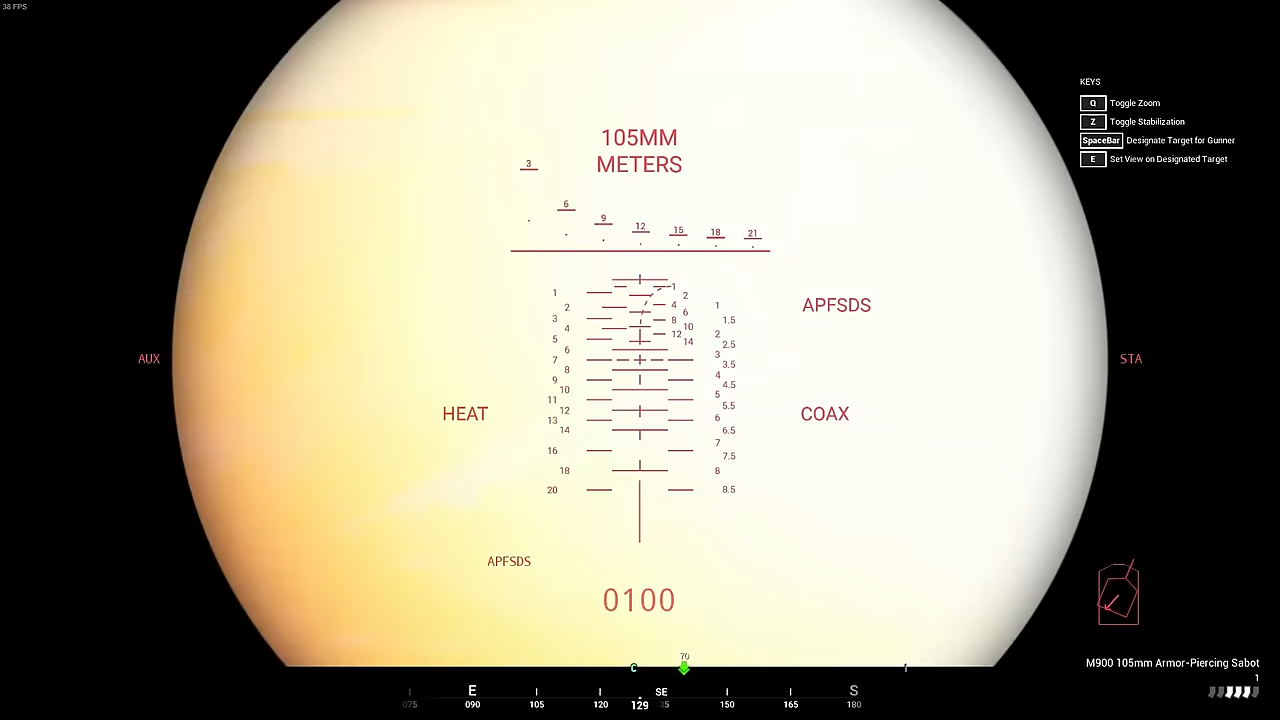 38 FPS
KEYS
Q Toggle Zoom
Z Toggle Stabilization
SpaceBar Designate Target for Gunner
E Set View on Designated Target
105MM
METERS
3
6
9
12
15
18
21
1
2
3
4
5
6
7
8
9
10
11
12
13
14
16
18
20
1
2
4
6
8
10
12
14
1
1.5
2
2.5
3
3.5
4
4.5
5
5.5
6
6.5
7
7.5
8
8.5
APFSDS
AUX
STA
HEAT
COAX
APFSDS
0100
70
C
M900 105mm Armor-Piercing Sabot
1
E SE S
075 090 105 120 129 150 165 180